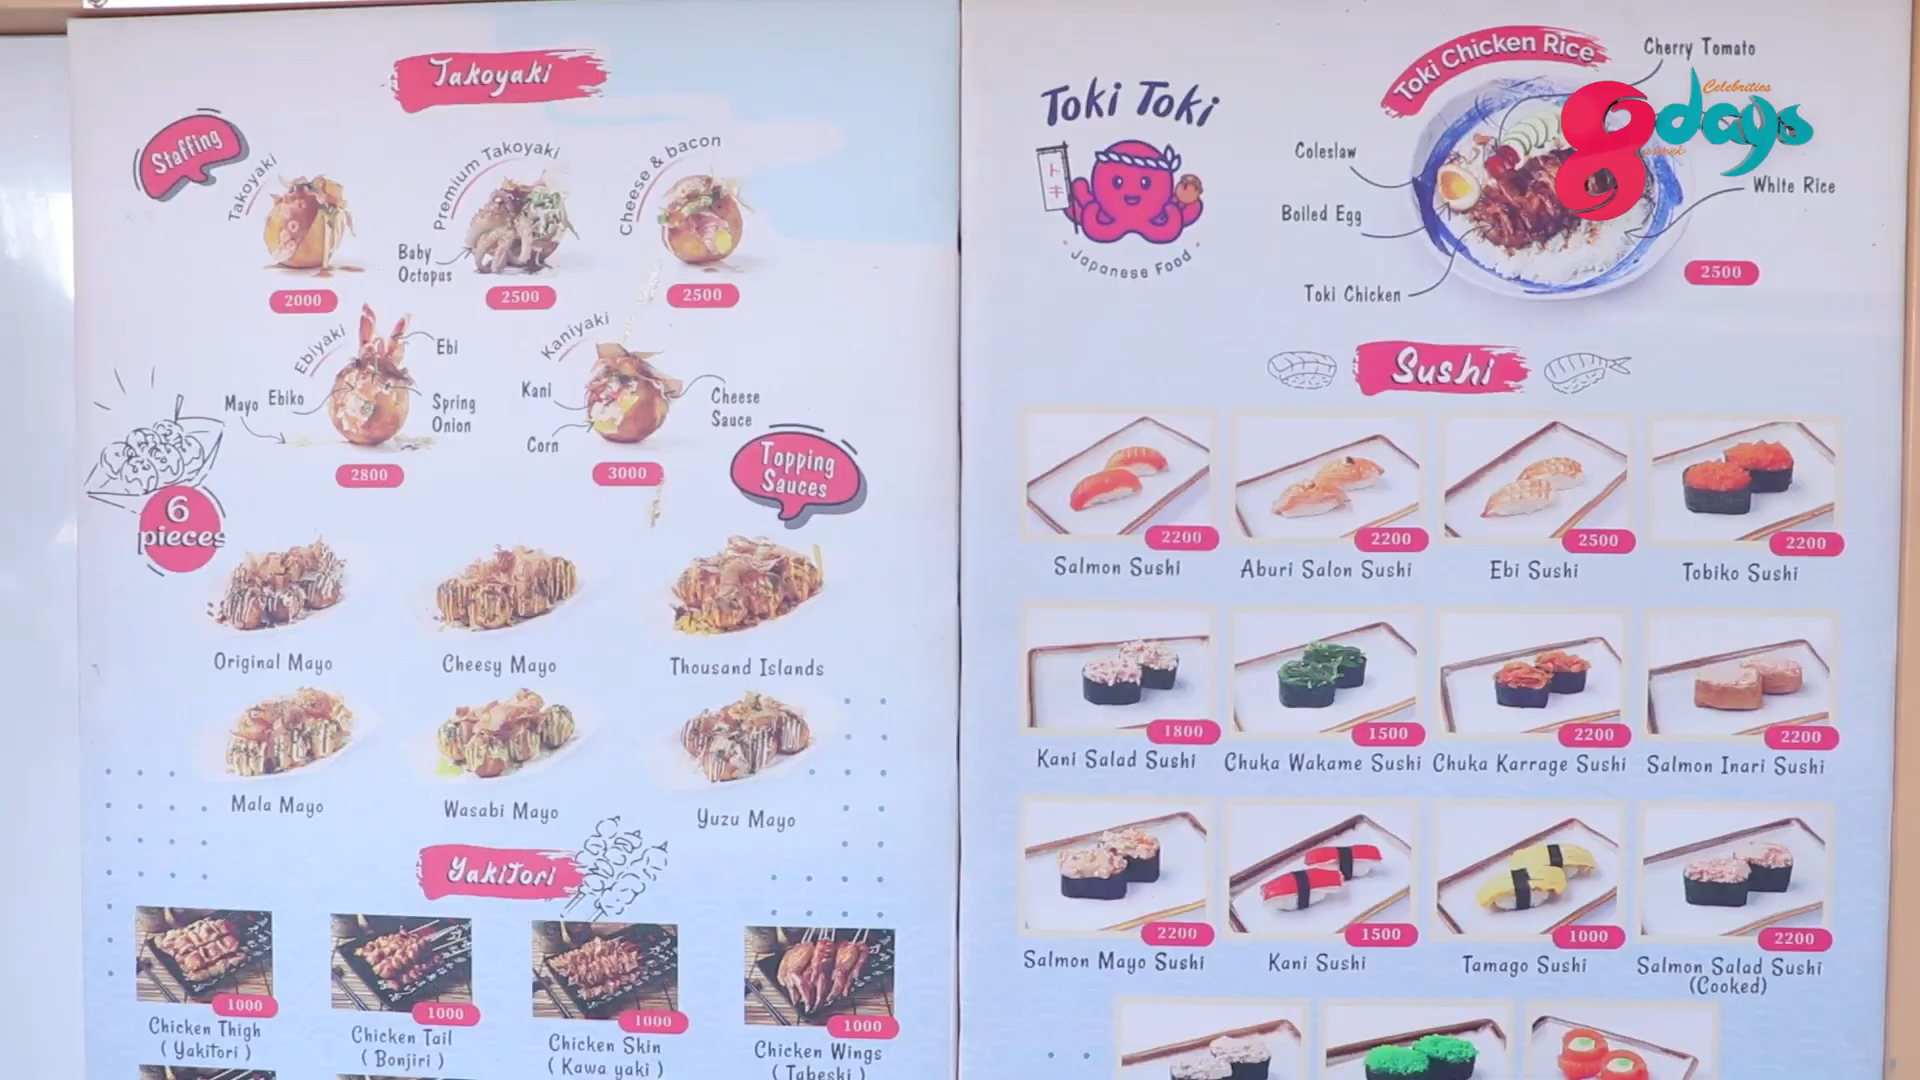 Takoyaki
Staffing
Takoyaki
2000
Premium Takoyaki
Baby
Octopus
2500
Cheese & bacon
2500
Ebiyaki
Ebi
Mayo
Ebiko
Spring
Onion
2800
Kaniyaki
Kani
Corn
Cheese
Sauce
3000
Topping
Sauces
6
pieces
Original Mayo
Cheesy Mayo
Thousand Islands
Mala Mayo
Wasabi Mayo
Yuzu Mayo
Yakitori
1000
1000
1000
1000
Chicken Thigh
( Yakitori )
Chicken Tail
( Bonjiri )
Chicken Skin
( Kawa yaki )
Chicken Wings
( Tabeski )
Toki Toki
トキ
Japanese Food
Toki Chicken Rice
Cherry Tomato
Coleslaw
White Rice
Boiled Egg
Toki Chicken
2500
8days
Celebrities
Sushi
2200
2200
2500
2200
Salmon Sushi
Aburi Salon Sushi
Ebi Sushi
Tobiko Sushi
1800
1500
2200
2200
Kani Salad Sushi
Chuka Wakame Sushi
Chuka Karrage Sushi
Salmon Inari Sushi
2200
1500
1000
2200
Salmon Mayo Sushi
Kani Sushi
Tamago Sushi
Salmon Salad Sushi
(Cooked)